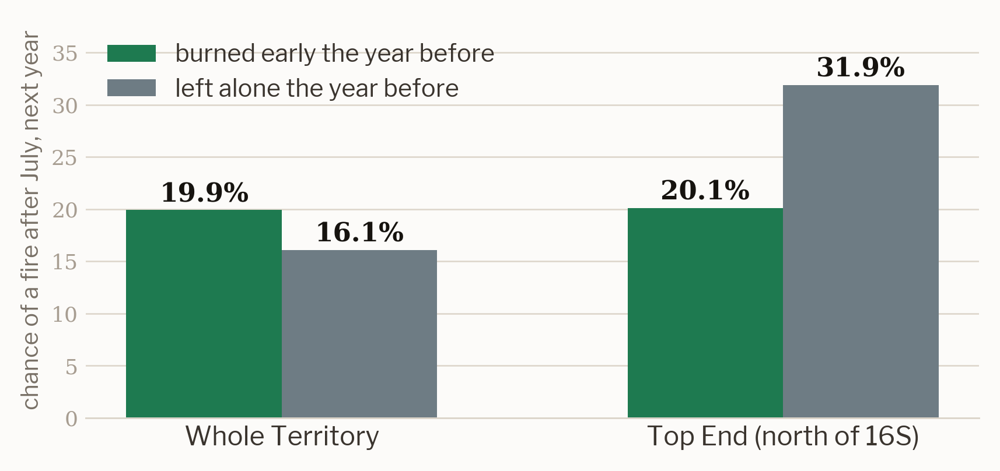 chance of a fire after July, next year
35
30
25
20
15
10
5
0
burned early the year before
left alone the year before
19.9%
16.1%
20.1%
31.9%
Whole Territory
Top End (north of 16S)